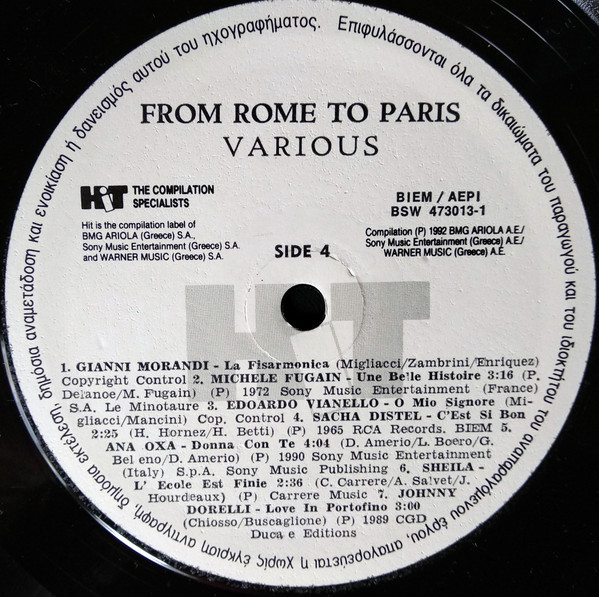 Επιφυλάσσονται όλα τα δικαιώματα του παραγωγού και του ιδιοκτήτου του αναπαραγόμενου έργου, απαγορεύεται η χωρίς έγκριση αντιγραφή, δημόσια εκτέλεση, δημόσια αναμετάδοση και ενοικίαση ή δανεισμός αυτού του ηχογραφήματος.
FROM ROME TO PARIS
VARIOUS
HiT THE COMPILATION
SPECIALISTS
Hit is the compilation label of
BMG ARIOLA (Greece) S.A.,
Sony Music Entertainment (Greece) S.A.
and WARNER MUSIC (Greece) S.A.
BIEM / AEPI
BSW 473013-1
Compilation (P) 1992 BMG ARIOLA A.E./
Sony Music Entertainment (Greece) A.E./
WARNER MUSIC (Greece) A.E.
SIDE 4
HiT
1. GIANNI MORANDI - La Fisarmonica (Migliacci/Zambrini/Enriquez)
Copyright Control 2. MICHELE FUGAIN - Une Belle Histoire 3:16 (P.
Delanoe/M. Fugain) (P) 1972 Sony Music Entertainment (France)
S.A. Le Minotaure 3. EDOARDO VIANELLO - O Mio Signore (Mi-
gliacci/Mancini) Cop. Control 4. SACHA DISTEL - C'Est Si Bon
2:25 (H. Hornez/H. Betti) (P) 1965 RCA Records. BIEM 5.
ANA OXA - Donna Con Te 4:04 (D. Amerio/L. Boero/G.
Beleno/D. Amerio) (P) 1990 Sony Music Entertainment
(Italy) S.p.A. Sony Music Publishing 6. SHEILA -
L' Ecole Est Finie 2:36 (C. Carrere/A. Salvet/J.
Hourdeaux) (P) Carrere Music 7. JOHNNY
DORELLI - Love In Portofino 3:00
(Chiosso/Buscaglione) (P) 1989 CGD
Ducale Editions